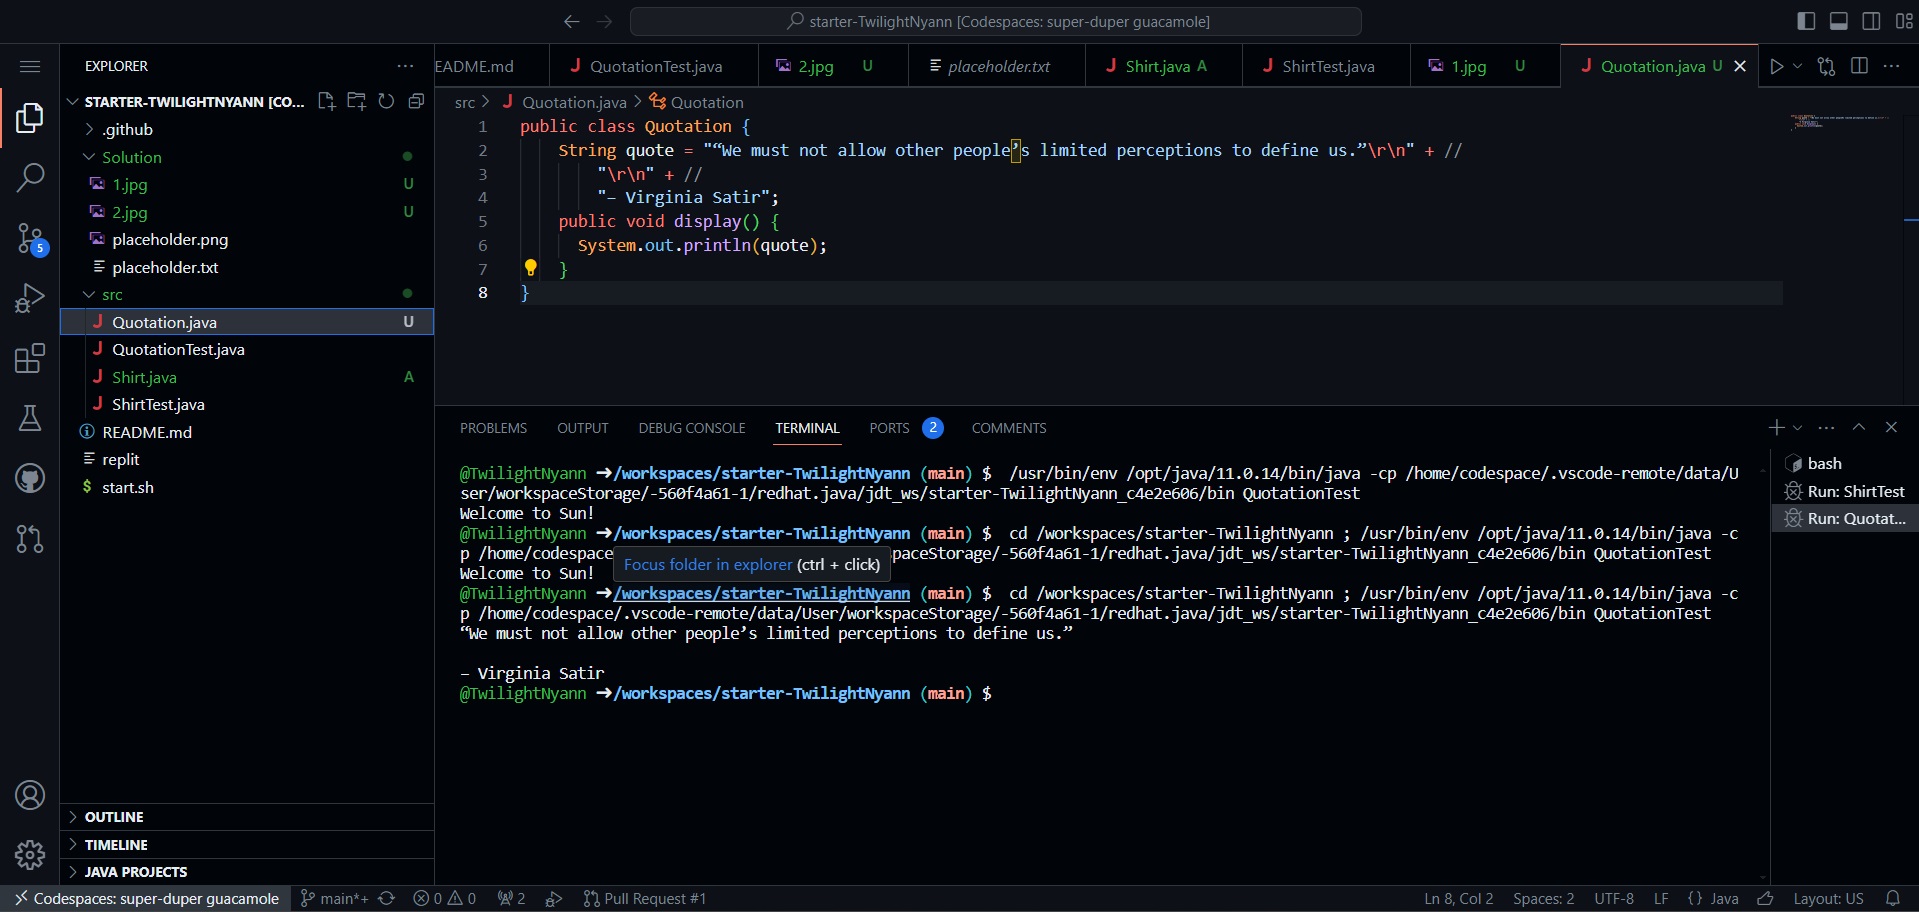 starter-TwilightNyann [Codespaces: super-duper guacamole]
EXPLORER
STARTER-TWILIGHTNYANN [CO...
.github
Solution
1.jpg U
2.jpg U
placeholder.png
placeholder.txt
src
Quotation.java U
QuotationTest.java
Shirt.java A
ShirtTest.java
README.md
replit
$ start.sh
OUTLINE
TIMELINE
JAVA PROJECTS
5
EADME.md QuotationTest.java 2.jpg U placeholder.txt Shirt.java A ShirtTest.java 1.jpg U Quotation.java U
src > Quotation.java > Quotation
1 public class Quotation {
2 String quote = "“We must not allow other people’s limited perceptions to define us.”\r\n" + //
3 "\r\n" + //
4 "– Virginia Satir";
5 public void display() {
6 System.out.println(quote);
7 }
8 }
PROBLEMS OUTPUT DEBUG CONSOLE TERMINAL PORTS 2 COMMENTS
@TwilightNyann ➜/workspaces/starter-TwilightNyann (main) $ /usr/bin/env /opt/java/11.0.14/bin/java -cp /home/codespace/.vscode-remote/data/U
ser/workspaceStorage/-560f4a61-1/redhat.java/jdt_ws/starter-TwilightNyann_c4e2e606/bin QuotationTest
Welcome to Sun!
@TwilightNyann ➜/workspaces/starter-TwilightNyann (main) $ cd /workspaces/starter-TwilightNyann ; /usr/bin/env /opt/java/11.0.14/bin/java -c
p /home/codespace paceStorage/-560f4a61-1/redhat.java/jdt_ws/starter-TwilightNyann_c4e2e606/bin QuotationTest
Focus folder in explorer (ctrl + click)
Welcome to Sun!
@TwilightNyann ➜/workspaces/starter-TwilightNyann (main) $ cd /workspaces/starter-TwilightNyann ; /usr/bin/env /opt/java/11.0.14/bin/java -c
p /home/codespace/.vscode-remote/data/User/workspaceStorage/-560f4a61-1/redhat.java/jdt_ws/starter-TwilightNyann_c4e2e606/bin QuotationTest
“We must not allow other people’s limited perceptions to define us.”
– Virginia Satir
@TwilightNyann ➜/workspaces/starter-TwilightNyann (main) $
bash
Run: ShirtTest
Run: Quotat...
Codespaces: super-duper guacamole main*+ 0 0 2 Pull Request #1 Ln 8, Col 2 Spaces: 2 UTF-8 LF {} Java Layout: US